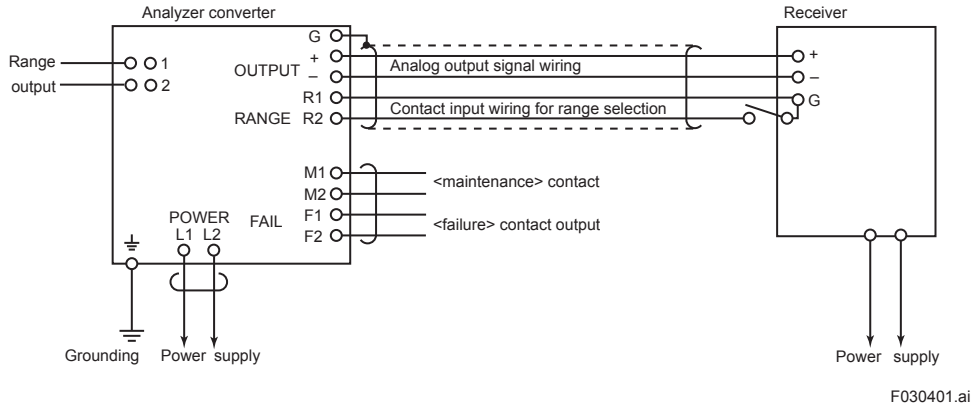 Analyzer converter
Receiver
Range
output
1
2
G
OUTPUT
+
–
Analog output signal wiring
+
–
G
RANGE
R1
R2
Contact input wiring for range selection
M1
M2
<maintenance> contact
FAIL
F1
F2
<failure> contact output
POWER
L1 L2
Grounding
Power supply
Power supply
F030401.ai